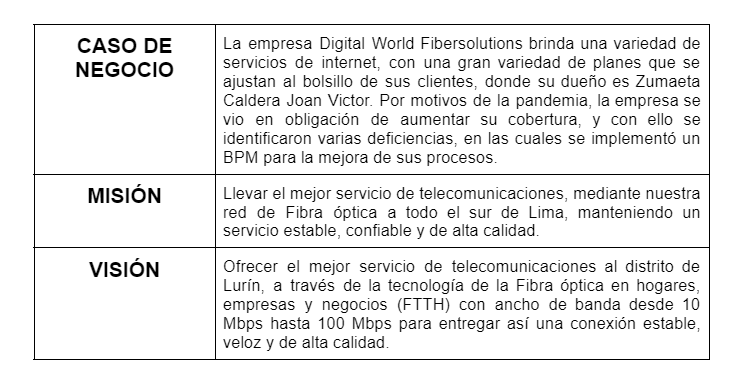 CASO DE
NEGOCIO
La empresa Digital World Fibersolutions brinda una variedad de
servicios de internet, con una gran variedad de planes que se
ajustan al bolsillo de sus clientes, donde su dueño es Zumaeta
Caldera Joan Victor. Por motivos de la pandemia, la empresa se
vio en obligación de aumentar su cobertura, y con ello se
identificaron varias deficiencias, en las cuales se implementó un
BPM para la mejora de sus procesos.
MISIÓN
Llevar el mejor servicio de telecomunicaciones, mediante nuestra
red de Fibra óptica a todo el sur de Lima, manteniendo un
servicio estable, confiable y de alta calidad.
VISIÓN
Ofrecer el mejor servicio de telecomunicaciones al distrito de
Lurín, a través de la tecnología de la Fibra óptica en hogares,
empresas y negocios (FTTH) con ancho de banda desde 10
Mbps hasta 100 Mbps para entregar así una conexión estable,
veloz y de alta calidad.